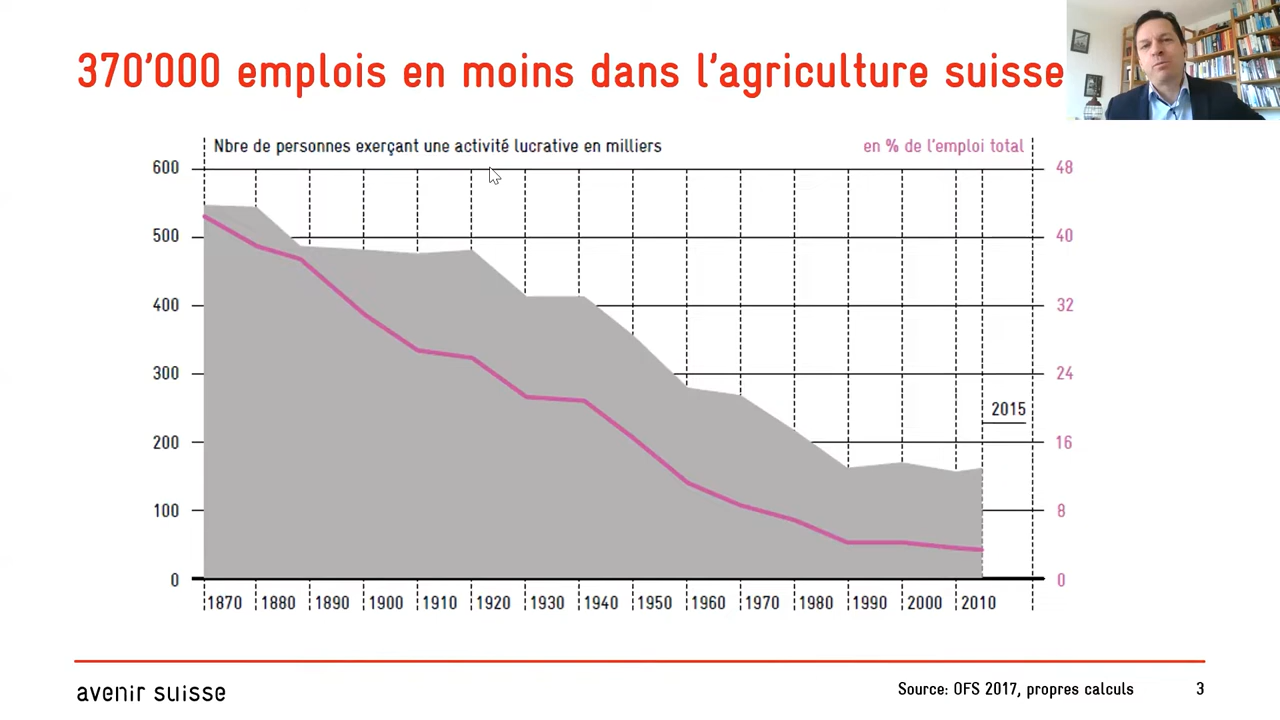 370’000 emplois en moins dans l’agriculture suisse
Nbre de personnes exerçant une activité lucrative en milliers
en % de l’emploi total
600
500
400
300
200
100
0
48
40
32
24
16
8
0
2015
1870 1880 1890 1900 1910 1920 1930 1940 1950 1960 1970 1980 1990 2000 2010
avenir suisse
Source: OFS 2017, propres calculs
3